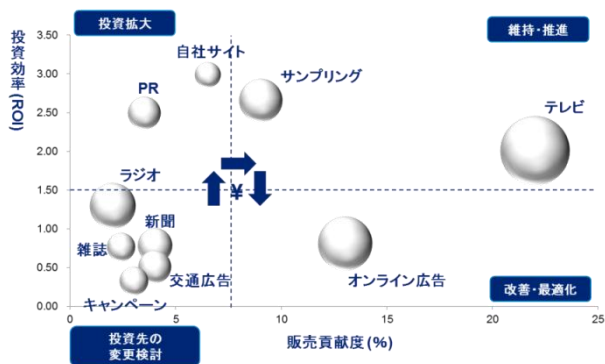 投資拡大
維持・推進
投資効率(ROI)
3.50
3.00
2.50
2.00
1.50
1.00
0.50
0.00
自社サイト
サンプリング
PR
テレビ
ラジオ
¥
新聞
雑誌
交通広告
オンライン広告
キャンペーン
改善・最適化
0
5
10
15
20
25
投資先の
変更検討
販売貢献度(%)